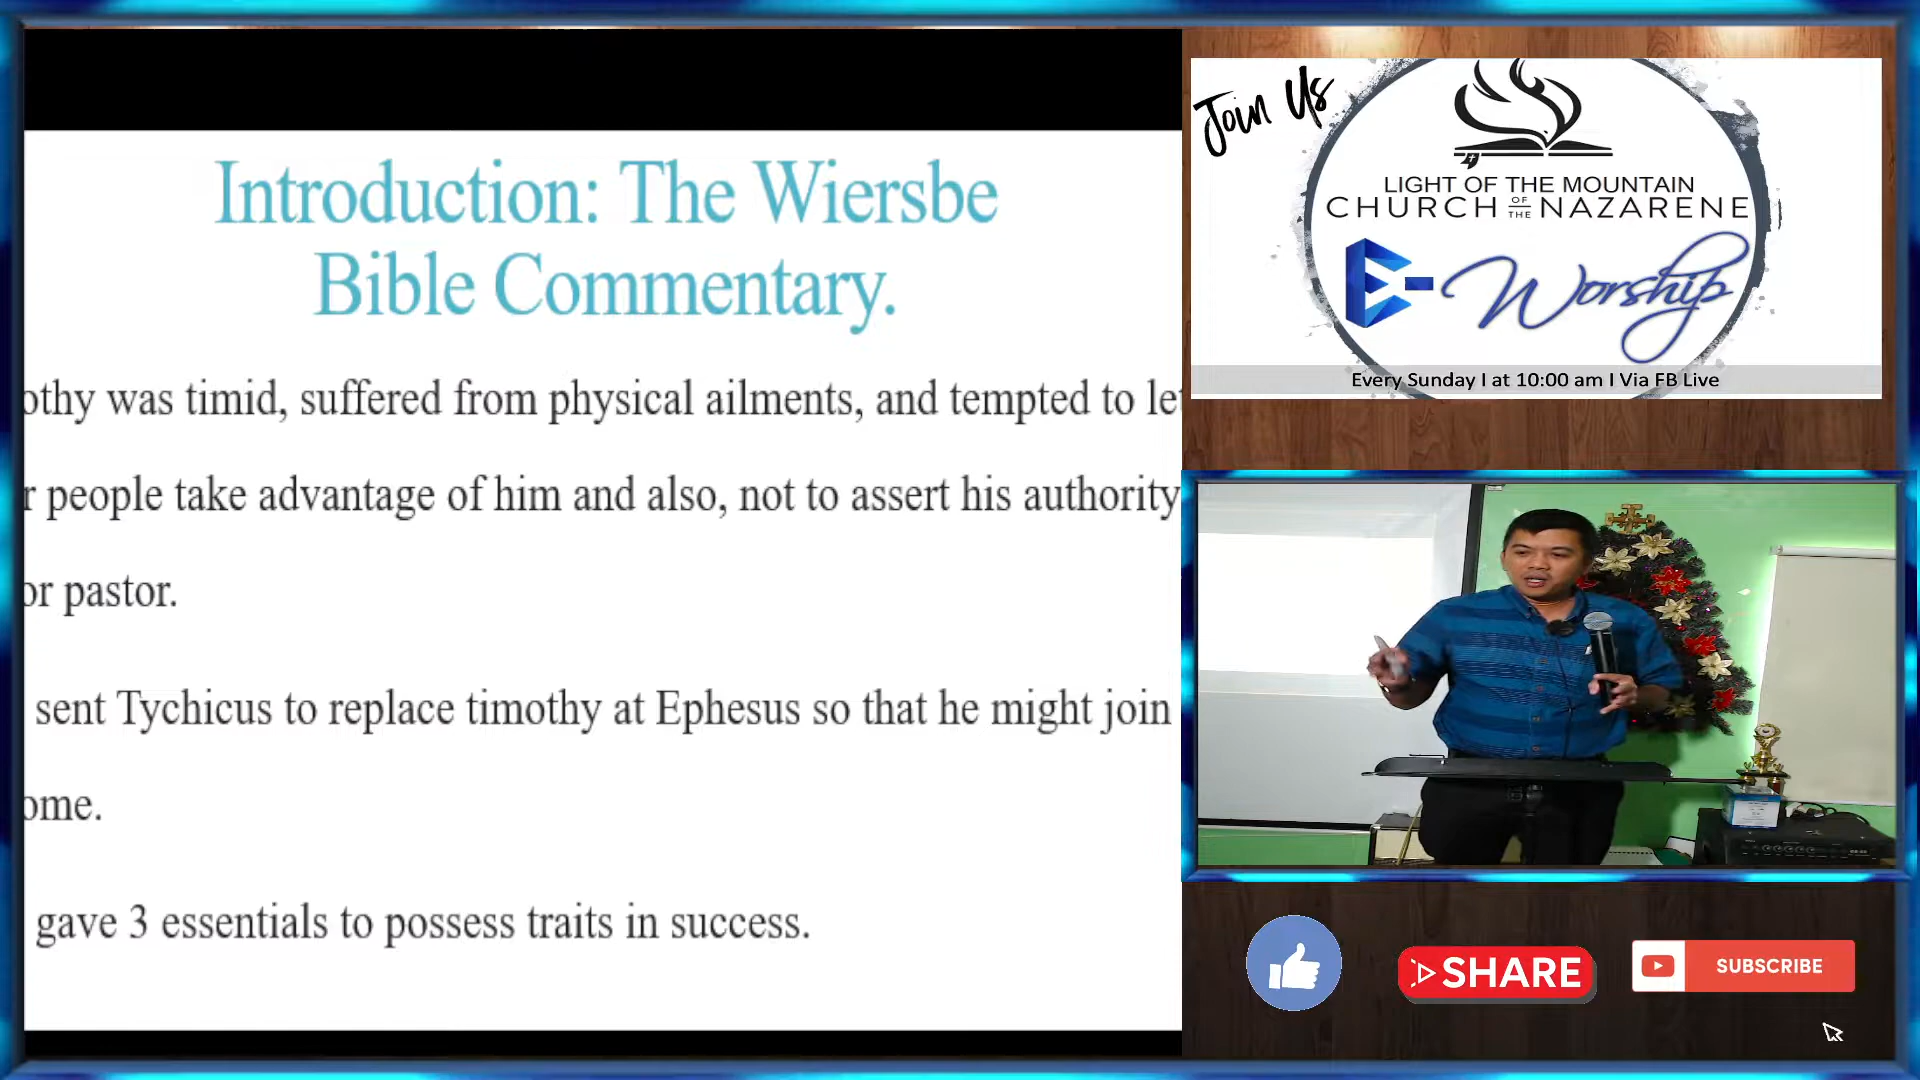 Introduction: The Wiersbe
Bible Commentary.
othy was timid, suffered from physical ailments, and tempted to let
r people take advantage of him and also, not to assert his authority
or pastor.
sent Tychicus to replace timothy at Ephesus so that he might join
ome.
gave 3 essentials to possess traits in success.
Join Us
LIGHT OF THE MOUNTAIN
CHURCH OF THE NAZARENE
E-Worship
Every Sunday I at 10:00 am I Via FB Live
SHARE
SUBSCRIBE